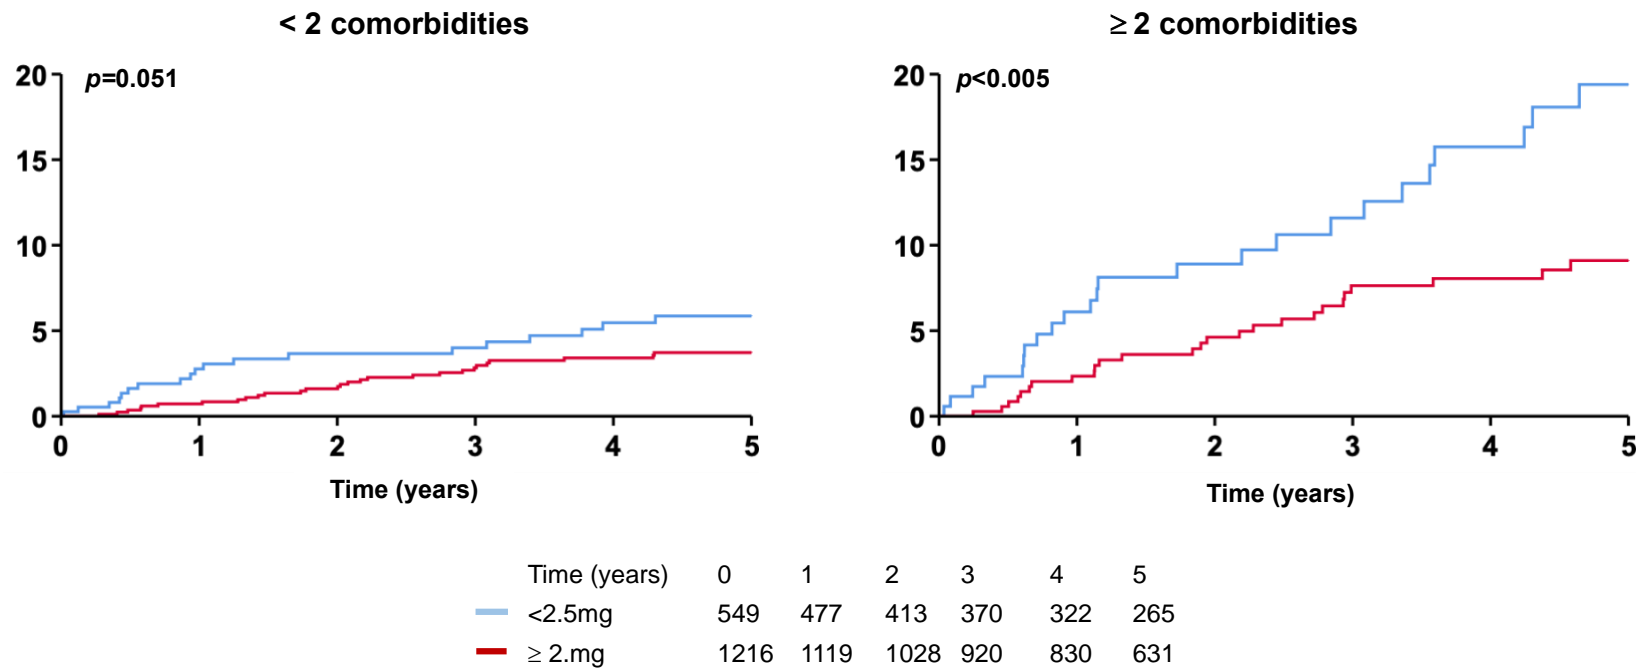 < 2 comorbidities
≥ 2 comorbidities
20
p=0.051
15
10
5
0
0 1 2 3 4 5
Time (years)
20
p<0.005
15
10
5
0
0 1 2 3 4 5
Time (years)
Time (years) 0 1 2 3 4 5
<2.5mg 549 477 413 370 322 265
≥ 2.mg 1216 1119 1028 920 830 631